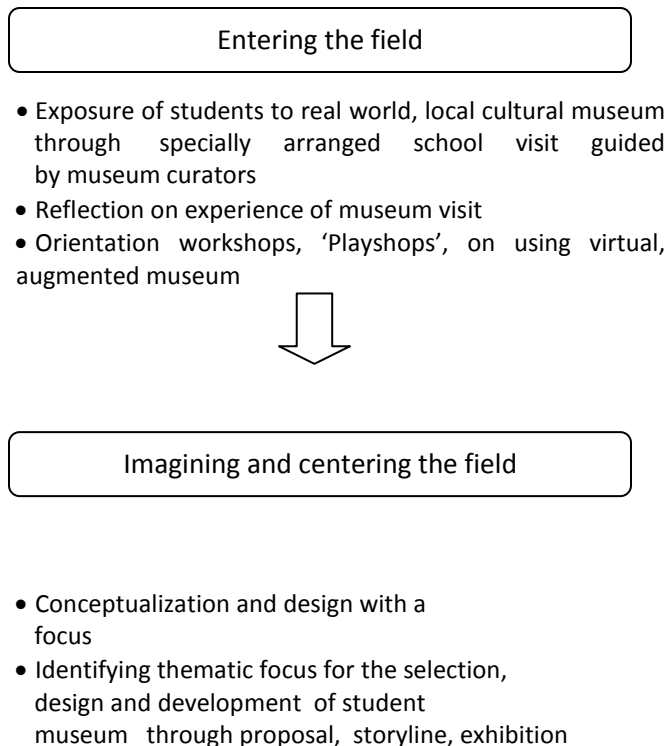 Entering the field
• Exposure of students to real world, local cultural museum
through specially arranged school visit guided
by museum curators
• Reflection on experience of museum visit
• Orientation workshops, ‘Playshops’, on using virtual,
augmented museum
Imagining and centering the field
• Conceptualization and design with a
focus
• Identifying thematic focus for the selection,
design and development of student
museum through proposal, storyline, exhibition